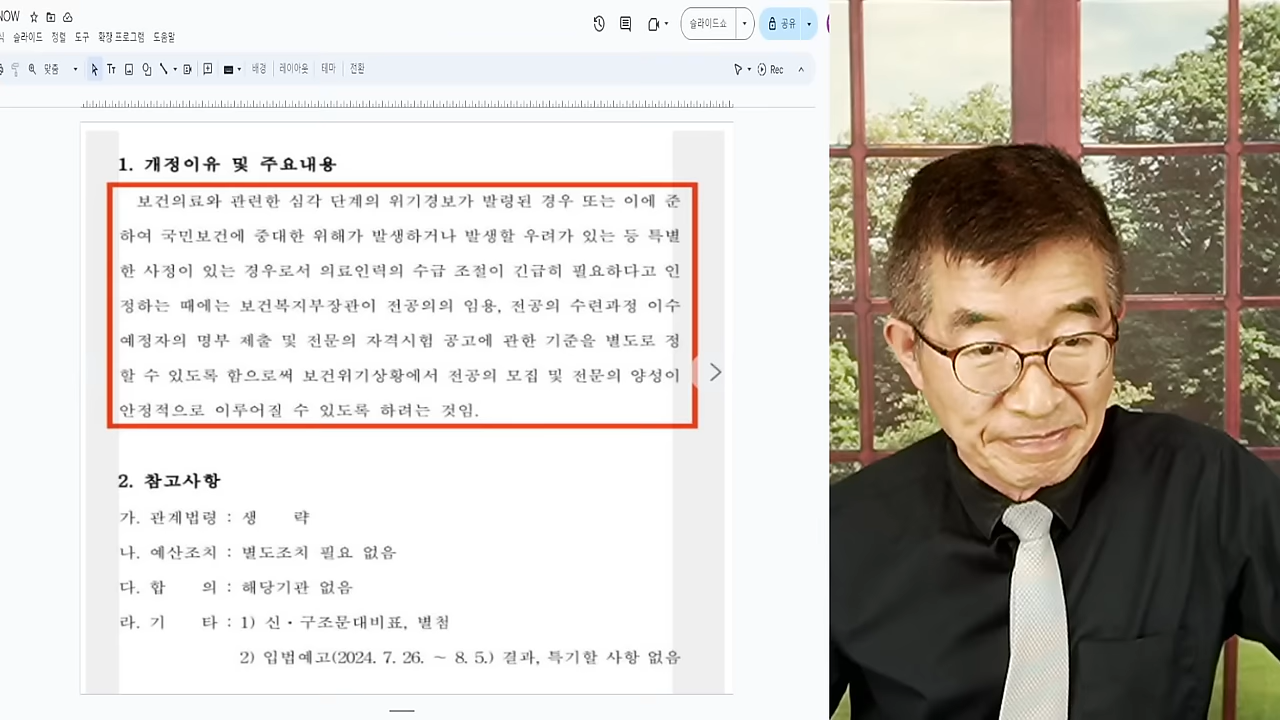 NOW
슬라이드 정렬 도구 확장 프로그램 도움말
슬라이드쇼
공유
맞춤
배경 레이아웃 테마 전환
Rec
1. 개정이유 및 주요내용
보건의료와 관련한 심각 단계의 위기경보가 발령된 경우 또는 이에 준
하여 국민보건에 중대한 위해가 발생하거나 발생할 우려가 있는 등 특별
한 사정이 있는 경우로서 의료인력의 수급 조절이 긴급히 필요하다고 인
정하는 때에는 보건복지부장관이 전공의의 임용, 전공의 수련과정 이수
예정자의 명부 제출 및 전문의 자격시험 공고에 관한 기준을 별도로 정
할 수 있도록 함으로써 보건위기상황에서 전공의 모집 및 전문의 양성이
안정적으로 이루어질 수 있도록 하려는 것임.
2. 참고사항
가. 관계법령 : 생 략
나. 예산조치 : 별도조치 필요 없음
다. 합 의 : 해당기관 없음
라. 기 타 : 1) 신・구조문대비표, 별첨
2) 입법예고(2024. 7. 26. ~ 8. 5.) 결과, 특기할 사항 없음